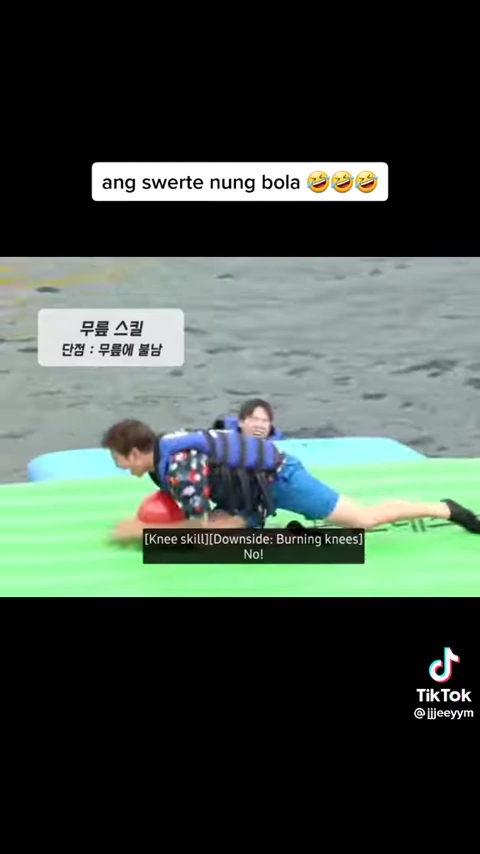 ang swerte nung bola 🤣🤣🤣
무릎 스킬
단점 : 무릎에 불남
[Knee skill][Downside: Burning knees]
No!
TikTok
@jjjeeyym